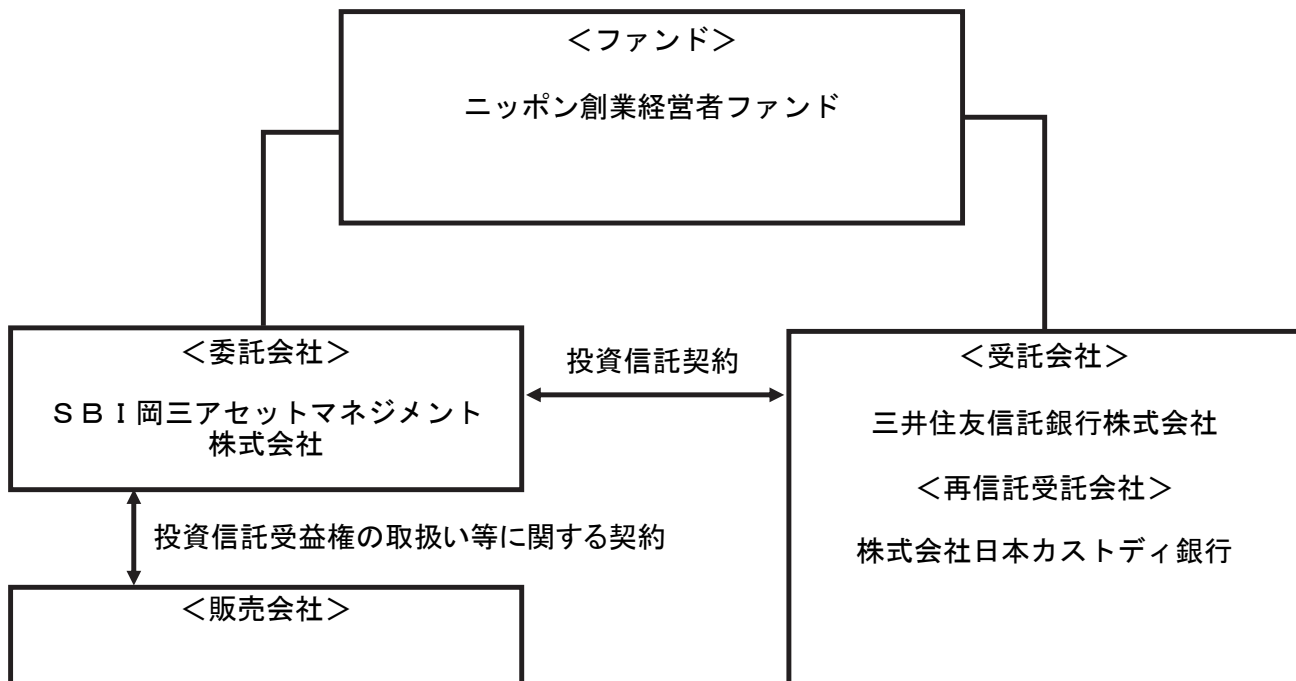 ＜ファンド＞
ニッポン創業経営者ファンド
＜委託会社＞
ＳＢＩ岡三アセットマネジメント
株式会社
投資信託契約
＜受託会社＞
三井住友信託銀行株式会社
＜再信託受託会社＞
株式会社日本カストディ銀行
投資信託受益権の取扱い等に関する契約
＜販売会社＞